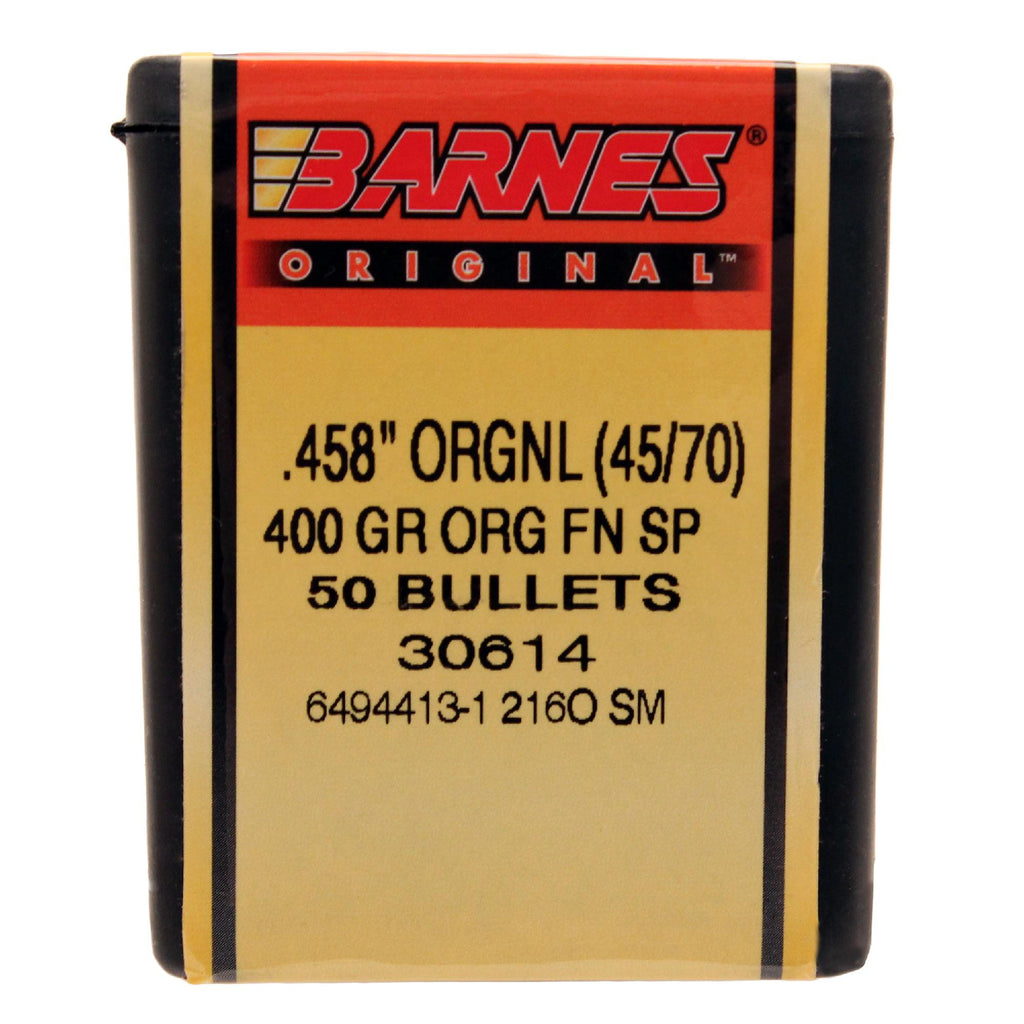 BARNES®
ORIGINAL™
.458" ORGNL (45/70)
400 GR ORG FN SP
50 BULLETS
30614
6494413-1 216O SM